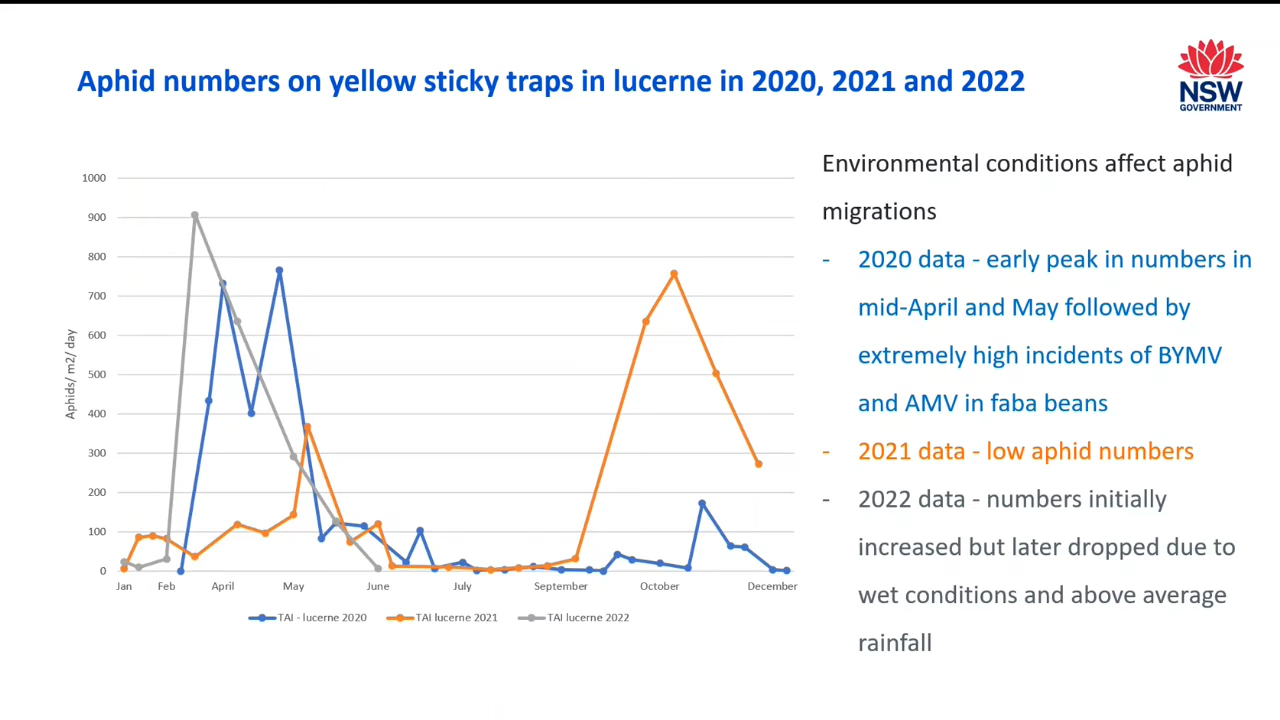 Aphid numbers on yellow sticky traps in lucerne in 2020, 2021 and 2022
NSW
GOVERNMENT
Aphids/ m2/ day
1000
900
800
700
600
500
400
300
200
100
0
Jan Feb April May June July September October December
TAI - lucerne 2020 TAI lucerne 2021 TAI lucerne 2022
Environmental conditions affect aphid
migrations
- 2020 data - early peak in numbers in
mid-April and May followed by
extremely high incidents of BYMV
and AMV in faba beans
- 2021 data - low aphid numbers
- 2022 data - numbers initially
increased but later dropped due to
wet conditions and above average
rainfall